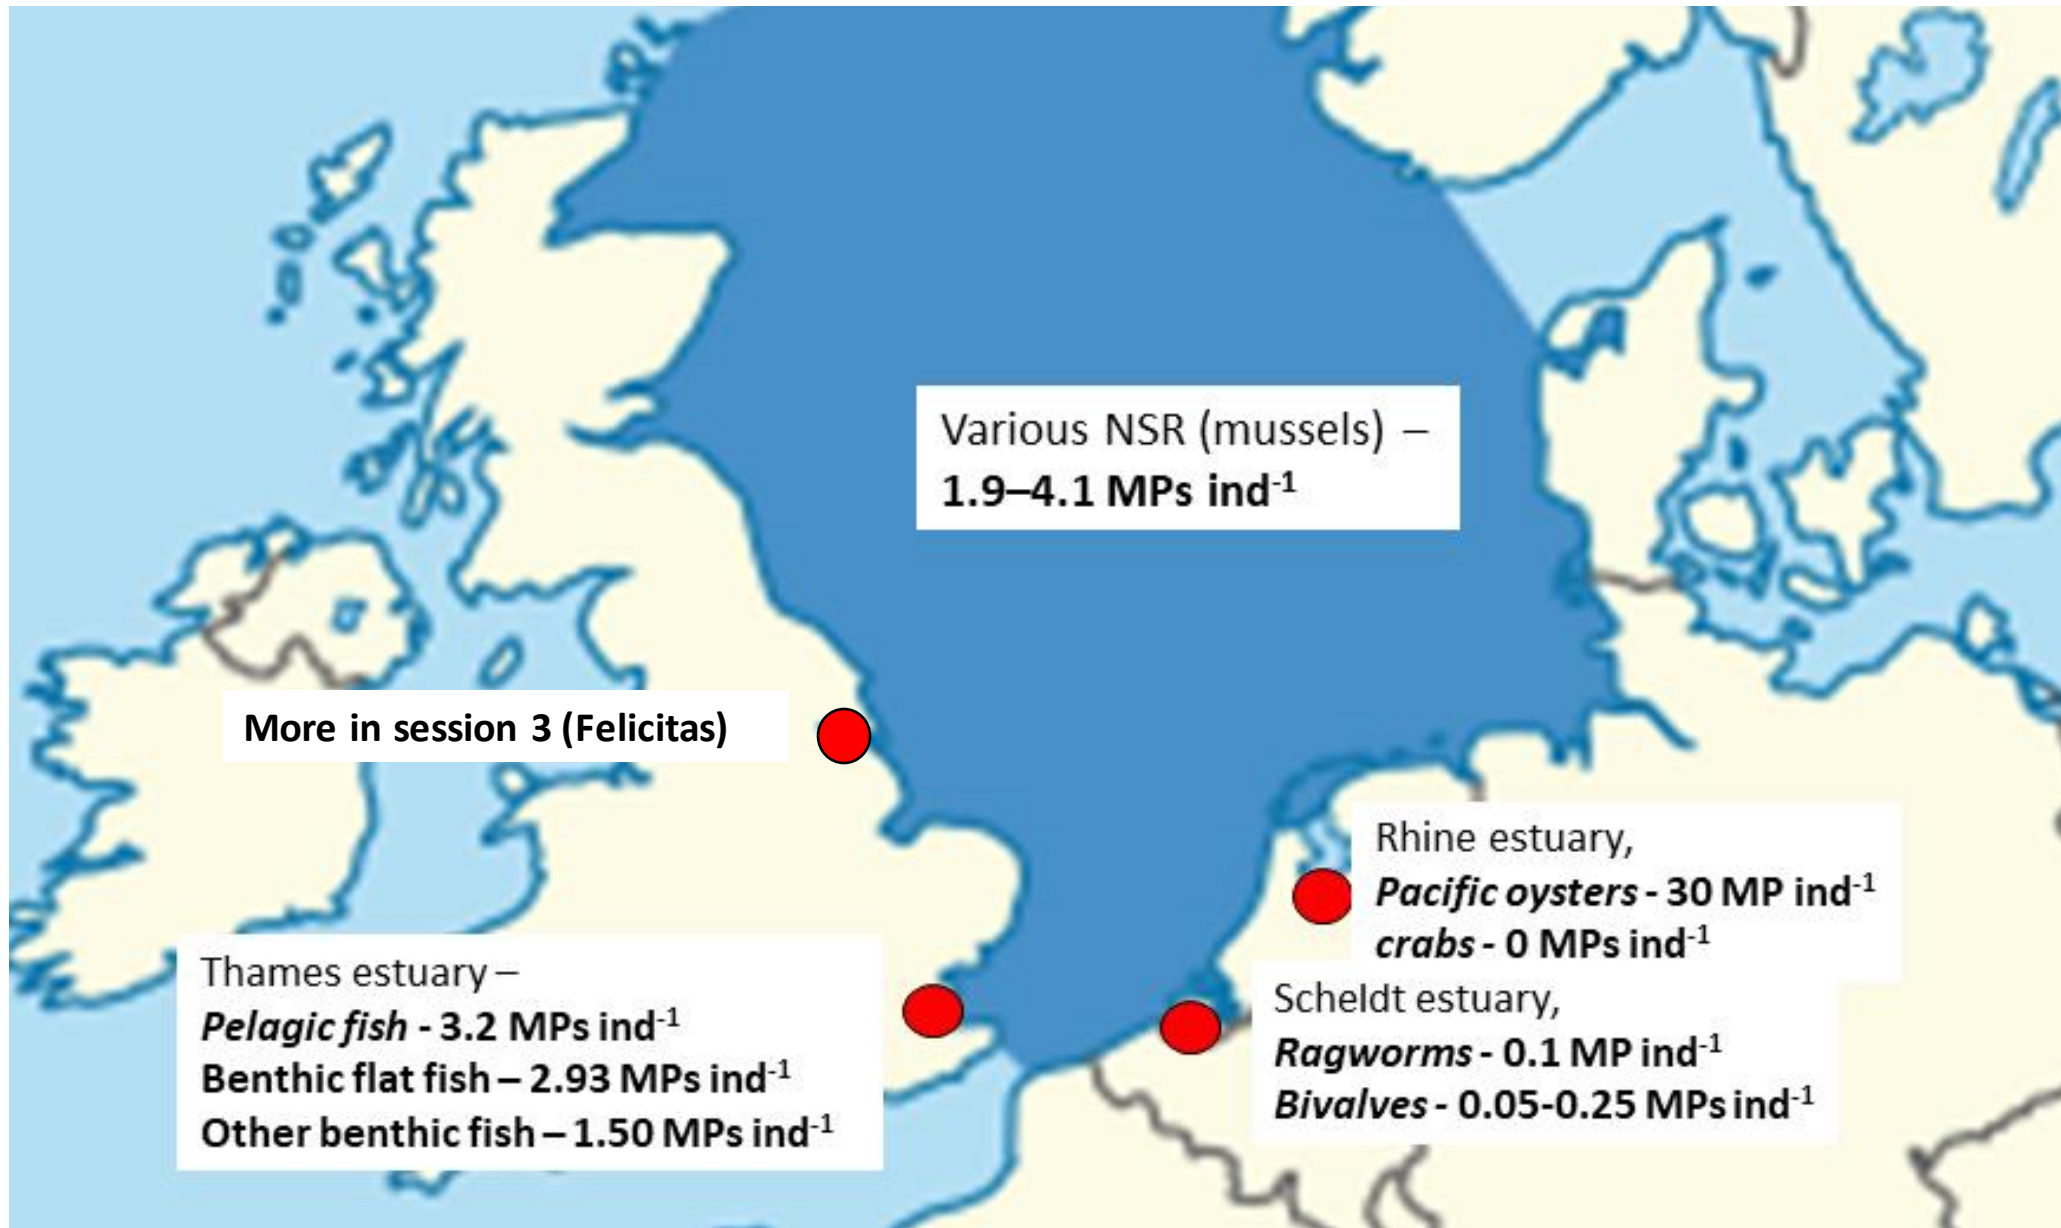 Various NSR (mussels) –
1.9–4.1 MPs ind⁻¹
More in session 3 (Felicitas)
Rhine estuary,
Pacific oysters - 30 MP ind⁻¹
crabs - 0 MPs ind⁻¹
Thames estuary –
Pelagic fish - 3.2 MPs ind⁻¹
Benthic flat fish – 2.93 MPs ind⁻¹
Other benthic fish – 1.50 MPs ind⁻¹
Scheldt estuary,
Ragworms - 0.1 MP ind⁻¹
Bivalves - 0.05-0.25 MPs ind⁻¹